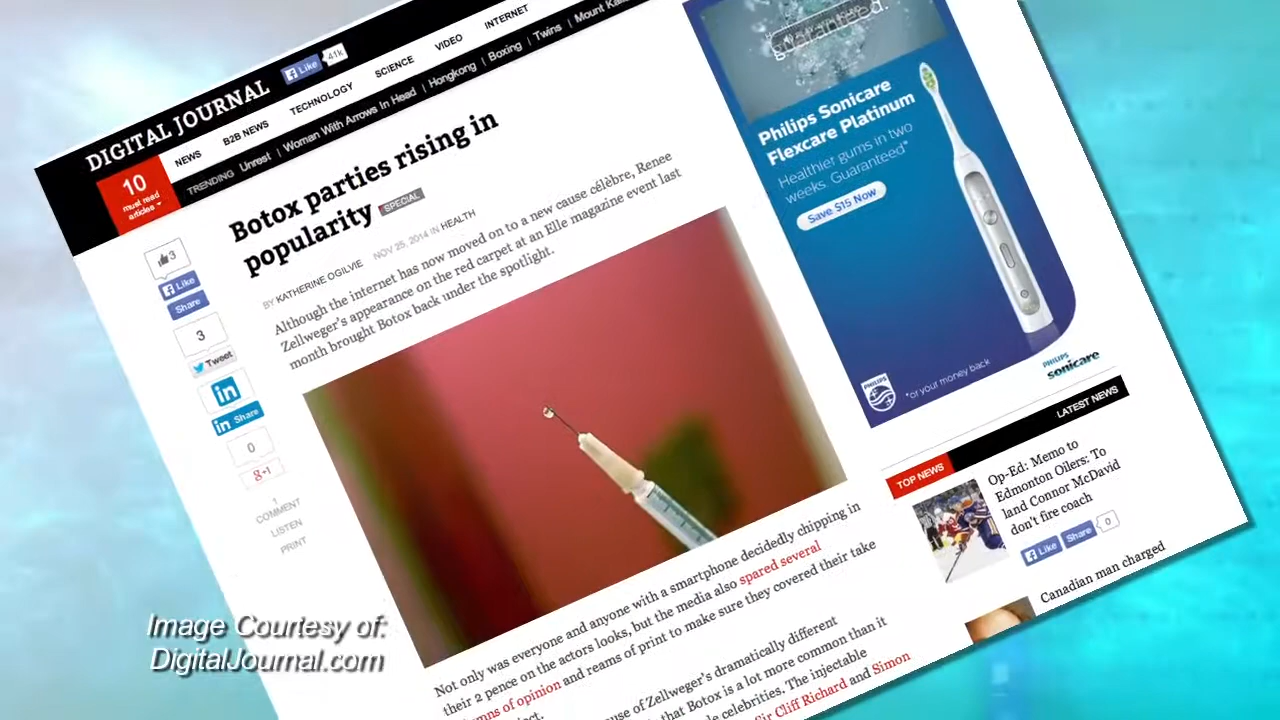 DIGITAL JOURNAL
Like
41k
NEWS
B2B NEWS
TECHNOLOGY
SCIENCE
VIDEO
INTERNET
10
must read
articles
TRENDING
Unrest | Woman With Arrows In Head | Hongkong | Boxing | Twins |
Botox parties rising in
popularity SPECIAL
BY KATHERINE OGILVIE NOV 25, 2014 IN HEALTH
Although the internet has now moved on to a new cause célèbre, Renee
Zellweger's appearance on the red carpet at an Elle magazine event last
month brought Botox back under the spotlight.
3
Like
Share
3
Tweet
in
in Share
0
g+1
1
COMMENT
LISTEN
PRINT
Not only was everyone and anyone with a smartphone decidedly chipping in
their 2 pence on the actors looks, but the media also spared several
of opinion and reams of print to make sure they covered their take
of Zellweger's dramatically different
that Botox is a lot more common than it
celebrities. The injectable
Cliff Richard and Simon
guaranteed.
Philips Sonicare
Flexcare Platinum
Healthier gums in two
weeks. Guaranteed*
Save $15 Now
PHILIPS
*or your money back
PHILIPS
sonicare
TOP NEWS
LATEST NEWS
Op-Ed: Memo to
Edmonton Oilers: To
land Connor McDavid
don't fire coach
Like
Share
0
Canadian man charged
Image Courtesy of:
DigitalJournal.com